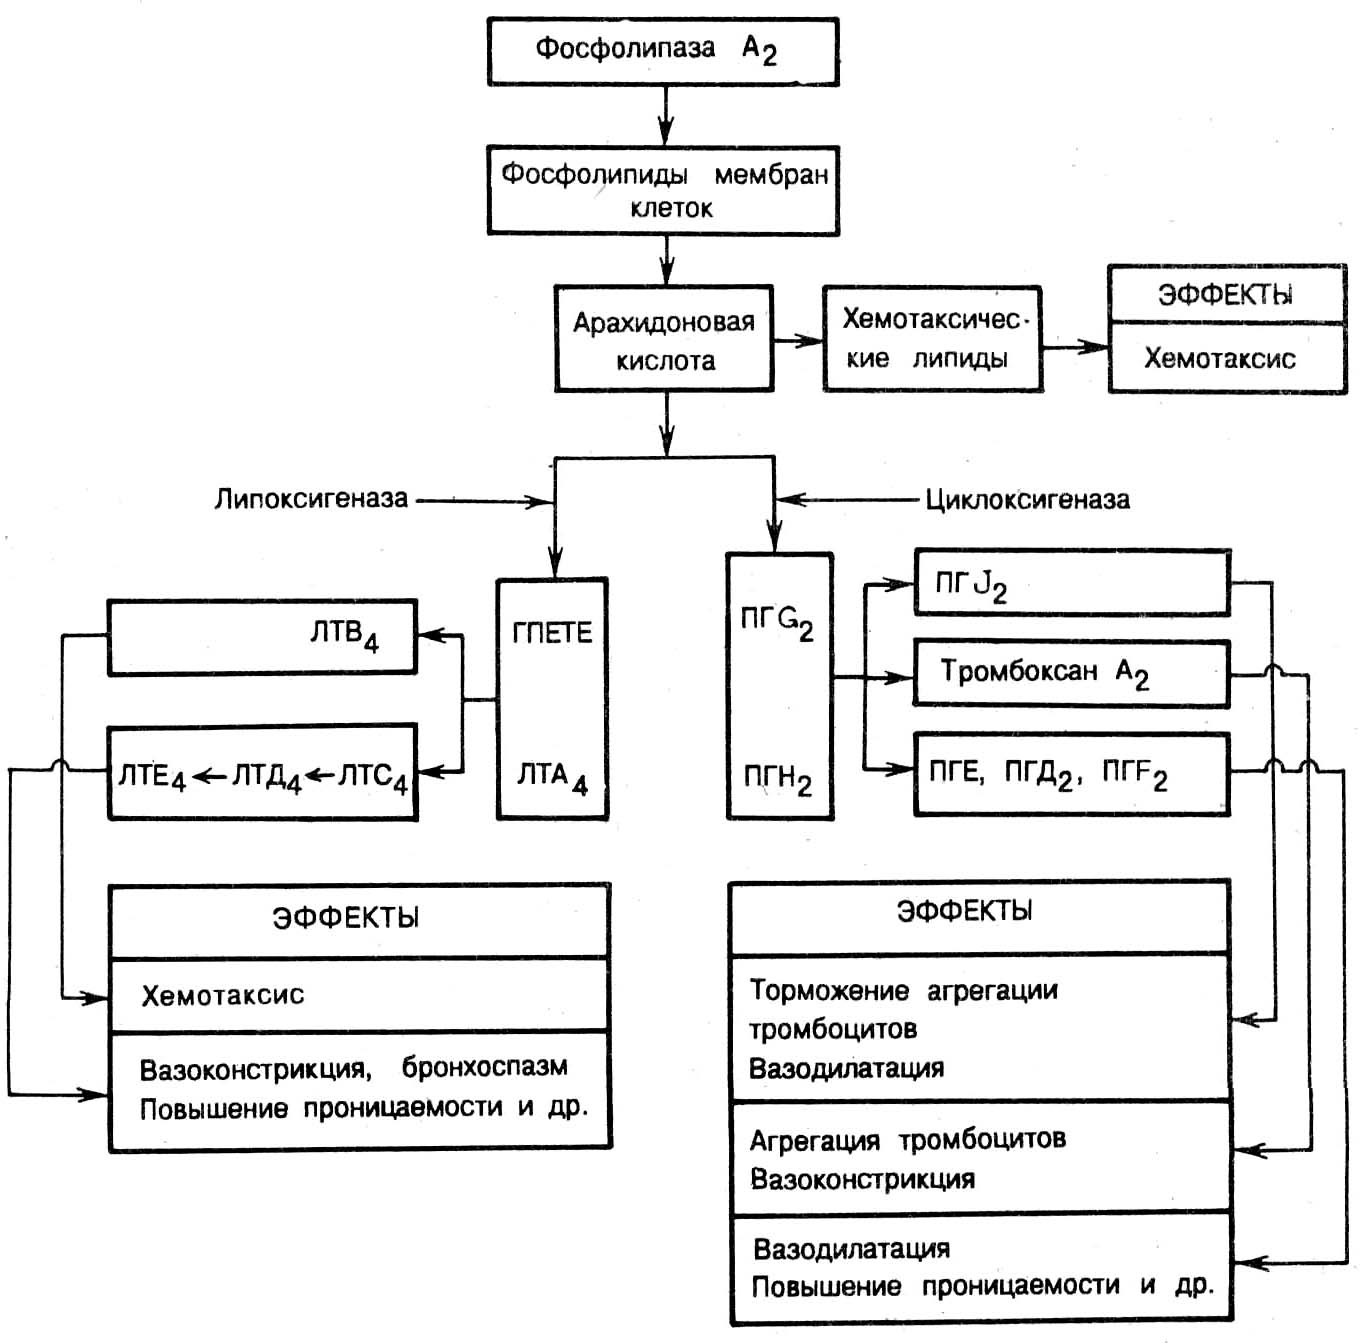 Фосфолипаза А2
Фосфолипиды мембран
клеток
Арахидоновая
кислота
Хемотаксичес-
кие липиды
ЭФФЕКТЫ
Хемотаксис
Липоксигеназа
Циклоксигеназа
ЛТВ4
ЛТЕ4 ← ЛТД4 ← ЛТС4
ГПЕТЕ
ЛТА4
ПГG2
ПГН2
ПГJ2
Тромбоксан А2
ПГЕ, ПГД2, ПГF2
ЭФФЕКТЫ
Хемотаксис
Вазоконстрикция, бронхоспазм
Повышение проницаемости и др.
ЭФФЕКТЫ
Торможение агрегации
тромбоцитов
Вазодилатация
Агрегация тромбоцитов
Вазоконстрикция
Вазодилатация
Повышение проницаемости и др.